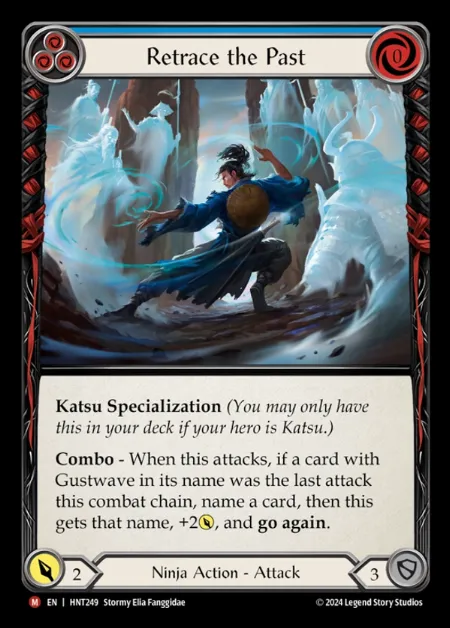 Retrace the Past
0
Katsu Specialization (You may only have
this in your deck if your hero is Katsu.)
Combo - When this attacks, if a card with
Gustwave in its name was the last attack
this combat chain, name a card, then this
gets that name, +2, and go again.
2
Ninja Action - Attack
3
M EN | HNT249 Stormy Elia Fanggidae
© 2024 Legend Story Studios